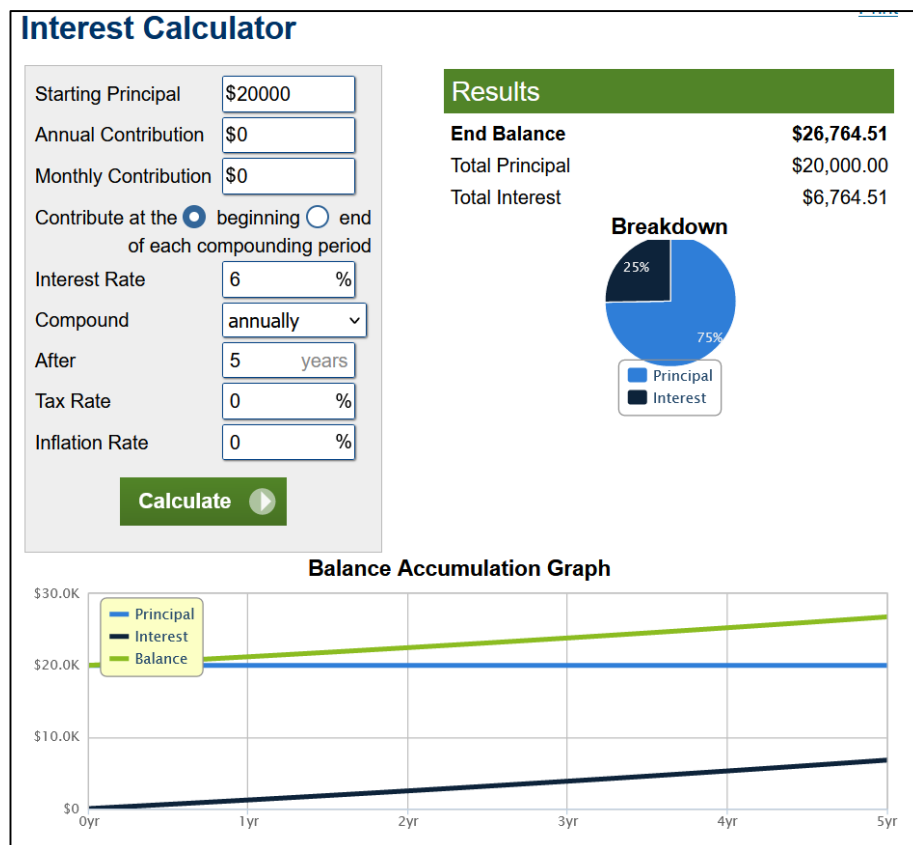 Interest Calculator
Starting Principal $20000
Annual Contribution $0
Monthly Contribution $0
Contribute at the beginning end
of each compounding period
Interest Rate 6 %
Compound annually
After 5 years
Tax Rate 0 %
Inflation Rate 0 %
Calculate
Results
End Balance $26,764.51
Total Principal $20,000.00
Total Interest $6,764.51
Breakdown
25%
75%
Principal
Interest
Balance Accumulation Graph
$30.0K
$20.0K
$10.0K
$0
Principal
Interest
Balance
0yr 1yr 2yr 3yr 4yr 5yr